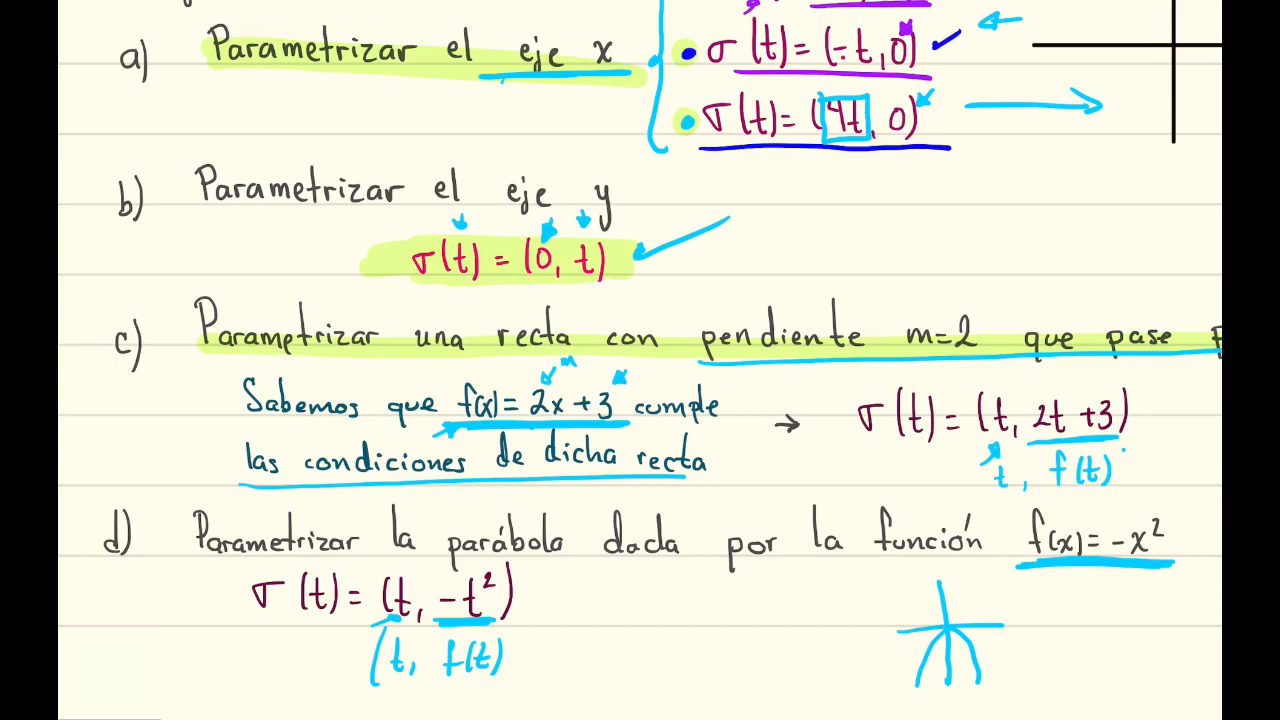 a) Parametrizar el eje x
• σ(t) = (-t, 0)
• σ(t) = (4t, 0)
b) Parametrizar el eje y
σ(t) = (0, t)
c) Parametrizar una recta con pendiente m=2 que pase
m
Sabemos que f(x) = 2x + 3 cumple
las condiciones de dicha recta
→ σ(t) = (t, 2t + 3)
t, f(t)
d) Parametrizar la parábola dada por la función f(x) = -x²
σ(t) = (t, -t²)
(t, f(t)